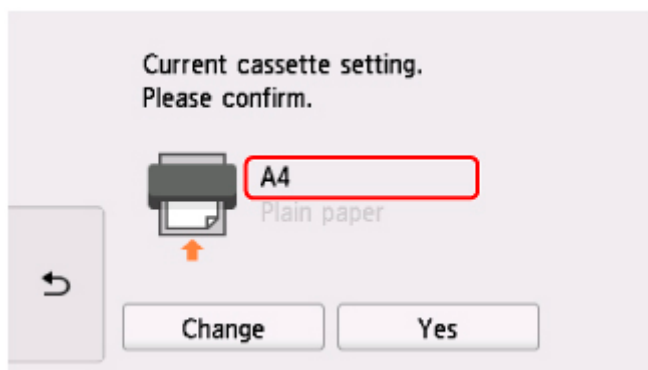 Current cassette setting.
Please confirm.
A4
Plain paper
Change
Yes